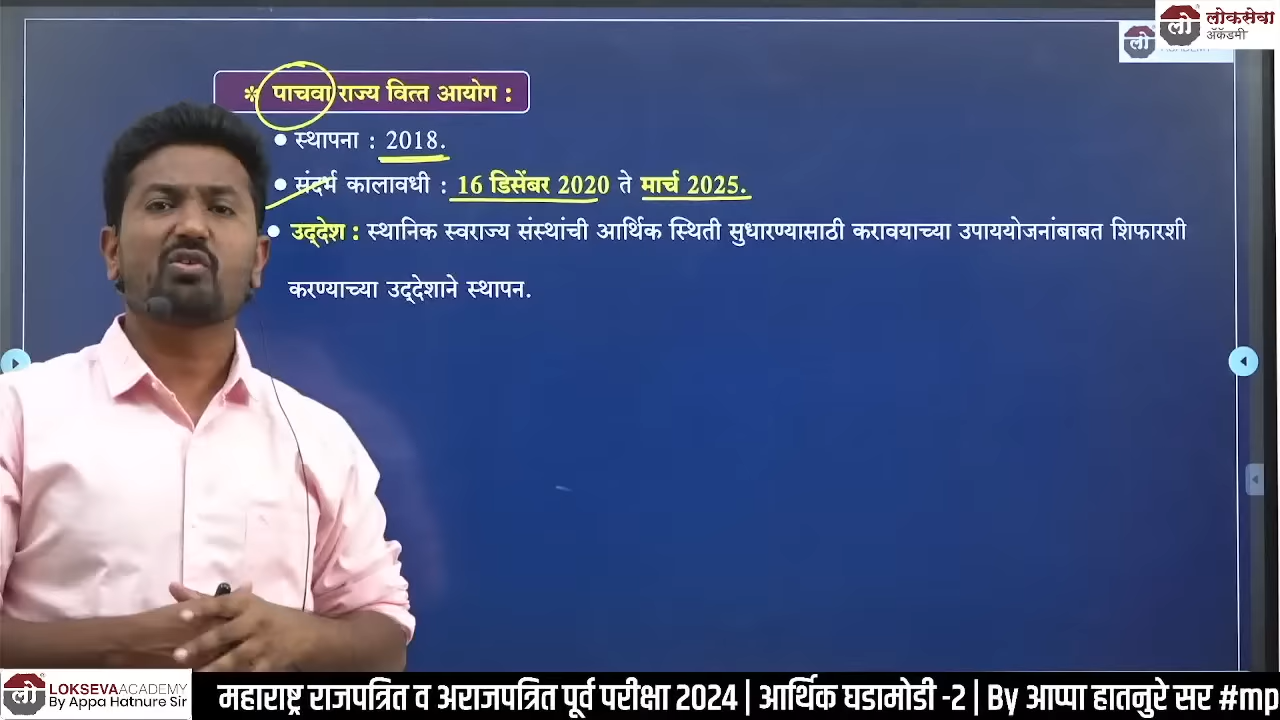 लो लोकसेवा
अ‍ॅकॅडमी
लो
* पाचवा राज्य वित्त आयोग :
• स्थापना : 2018.
• संदर्भ कालावधी : 16 डिसेंबर 2020 ते मार्च 2025.
• उद्देश : स्थानिक स्वराज्य संस्थांची आर्थिक स्थिती सुधारण्यासाठी करावयाच्या उपाययोजनांबाबत शिफारशी
करण्याच्या उद्देशाने स्थापन.
लो LOKSEVA ACADEMY
By Appa Hatnure Sir
महाराष्ट्र राजपत्रित व अराजपत्रित पूर्व परीक्षा 2024 | आर्थिक घडामोडी -2 | By आप्पा हातनुरे सर #mp